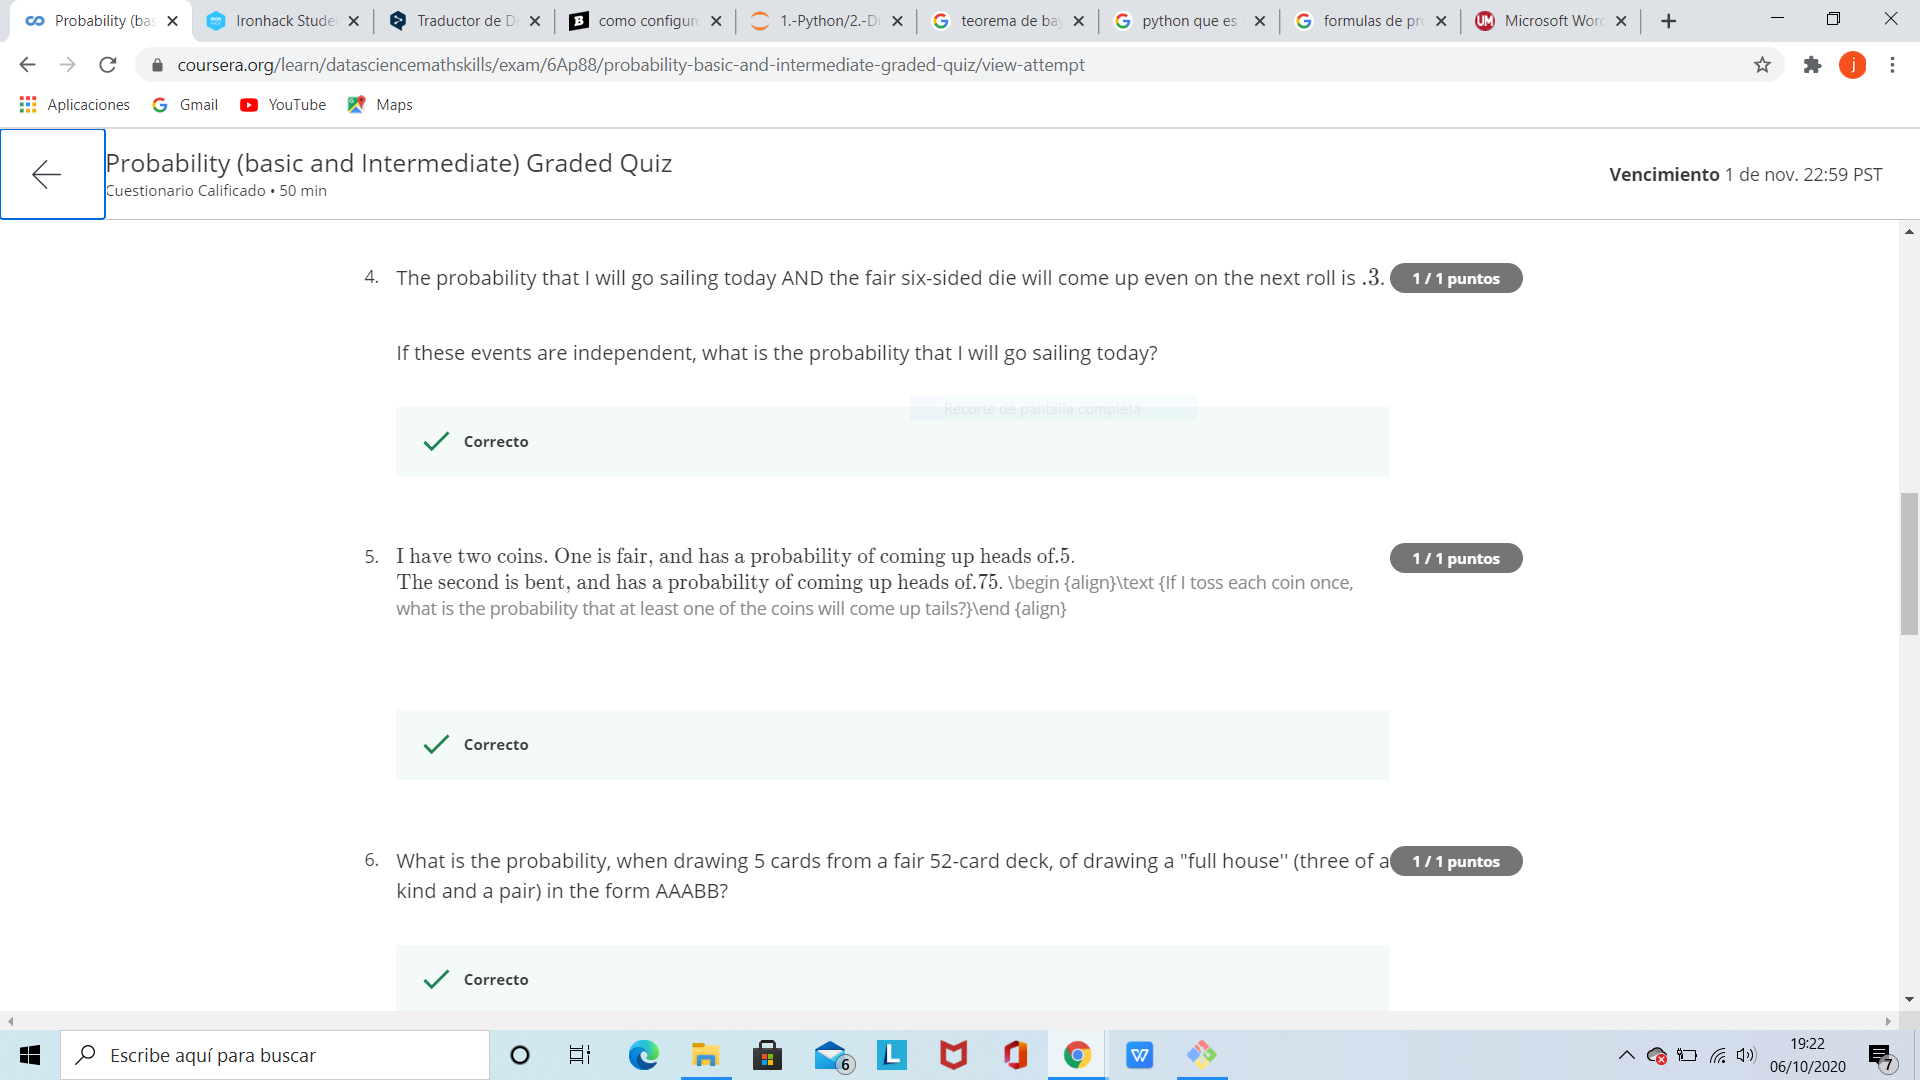 Probability (bas
Ironhack Stude
Traductor de D
como configur
1.-Python/2.-D
teorema de bay
python que es
formulas de pr
Microsoft Wor
coursera.org/learn/datasciencemathskills/exam/6Ap88/probability-basic-and-intermediate-graded-quiz/view-attempt
j
Aplicaciones Gmail YouTube Maps
Probability (basic and Intermediate) Graded Quiz
Cuestionario Calificado • 50 min
Vencimiento 1 de nov. 22:59 PST
4. The probability that I will go sailing today AND the fair six-sided die will come up even on the next roll is .3.
1 / 1 puntos
If these events are independent, what is the probability that I will go sailing today?
Recorte de pantalla completa
Correcto
5. I have two coins. One is fair, and has a probability of coming up heads of.5.
1 / 1 puntos
The second is bent, and has a probability of coming up heads of.75. \begin {align}\text {If I toss each coin once,
what is the probability that at least one of the coins will come up tails?}\end {align}
Correcto
6. What is the probability, when drawing 5 cards from a fair 52-card deck, of drawing a "full house'' (three of a
1 / 1 puntos
kind and a pair) in the form AAABB?
Correcto
Escribe aquí para buscar
6
L
W
19:22
06/10/2020
7